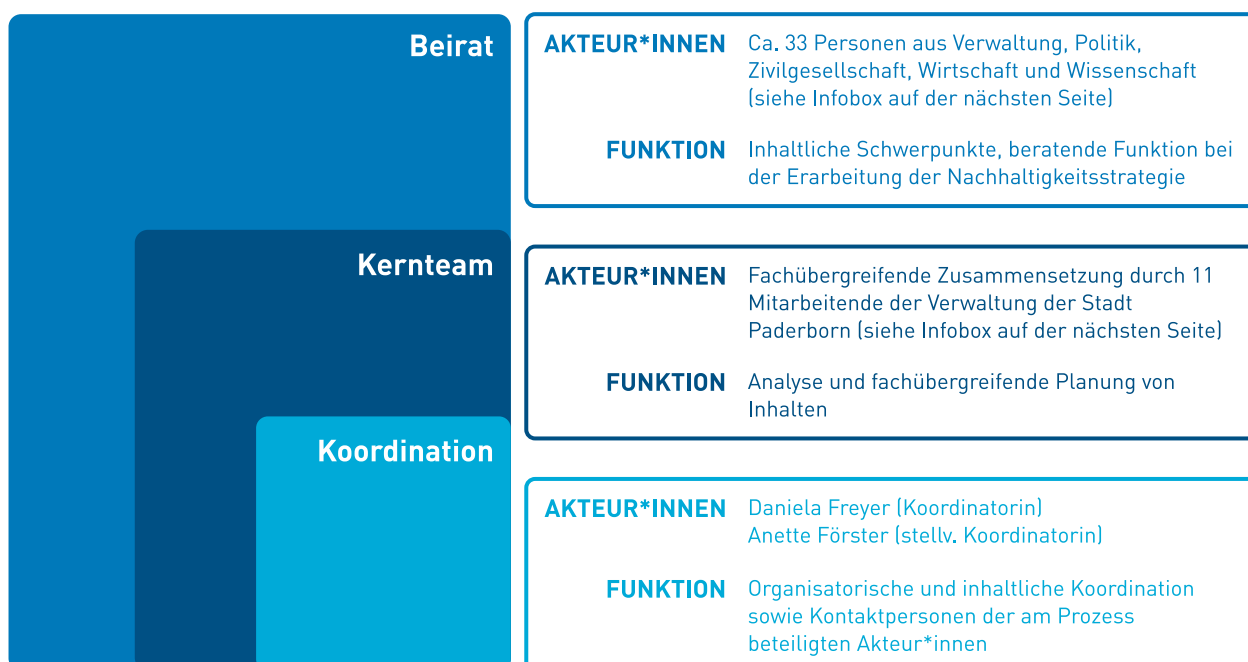 Beirat
AKTEUR*INNEN Ca. 33 Personen aus Verwaltung, Politik,
Zivilgesellschaft, Wirtschaft und Wissenschaft
(siehe Infobox auf der nächsten Seite)
FUNKTION Inhaltliche Schwerpunkte, beratende Funktion bei
der Erarbeitung der Nachhaltigkeitsstrategie
Kernteam
AKTEUR*INNEN Fachübergreifende Zusammensetzung durch 11
Mitarbeitende der Verwaltung der Stadt
Paderborn (siehe Infobox auf der nächsten Seite)
FUNKTION Analyse und fachübergreifende Planung von
Inhalten
Koordination
AKTEUR*INNEN Daniela Freyer (Koordinatorin)
Anette Förster (stellv. Koordinatorin)
FUNKTION Organisatorische und inhaltliche Koordination
sowie Kontaktpersonen der am Prozess
beteiligten Akteur*innen